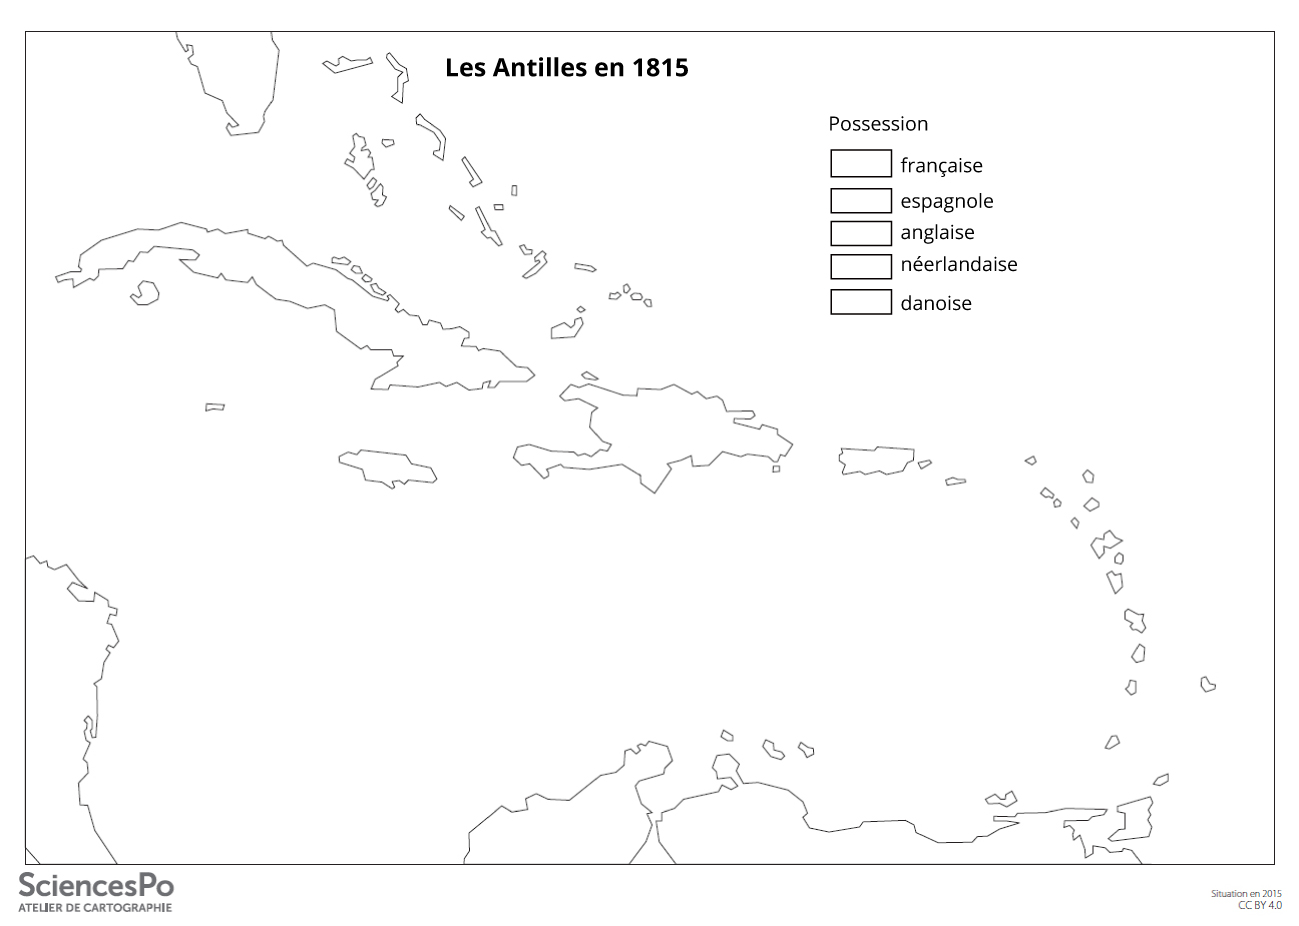 Les Antilles en 1815
Possession
française
espagnole
anglaise
néerlandaise
danoise
SciencesPo
ATELIER DE CARTOGRAPHIE
Situation en 2015
CC BY 4.0